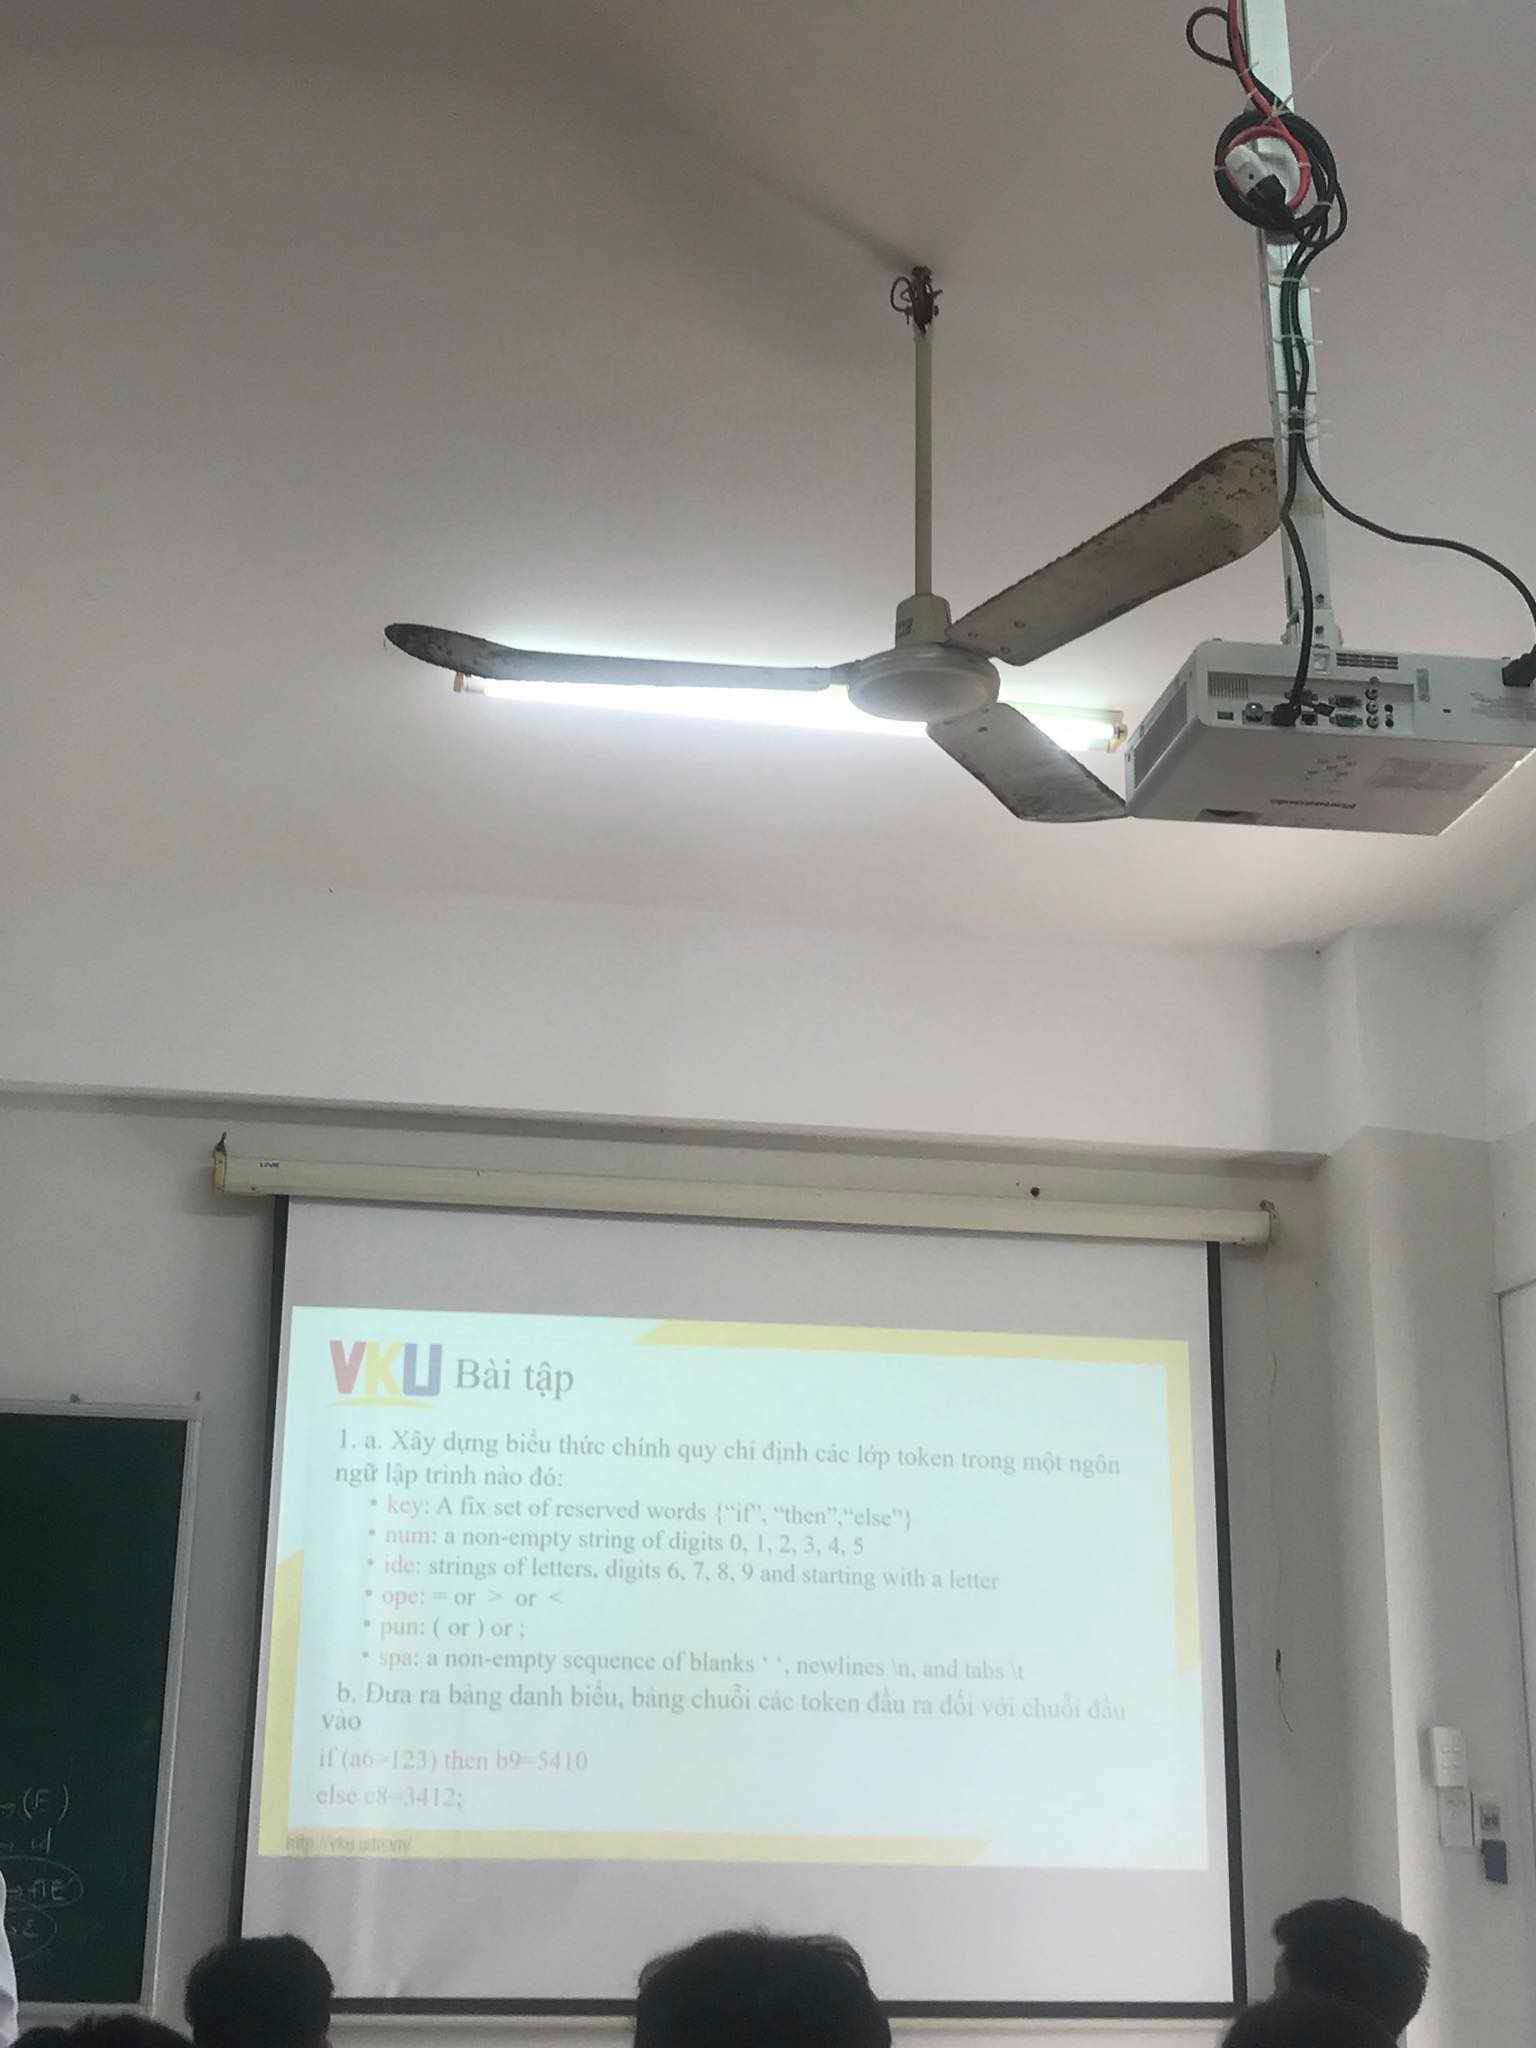 VKU Bài tập
1. a. Xây dựng biểu thức chính quy chỉ định các lớp token trong một ngôn
ngữ lập trình nào đó:
• key: A fix set of reserved words {“if”, “then”,“else”}
• num: a non-empty string of digits 0, 1, 2, 3, 4, 5
• ide: strings of letters, digits 6, 7, 8, 9 and starting with a letter
• ope: = or > or <
• pun: ( or ) or ;
• spa: a non-empty sequence of blanks ‘ ‘, newlines \n, and tabs \t
b. Đưa ra bảng danh biểu, bảng chuỗi các token đầu ra đối với chuỗi đầu
vào
if (a6>123) then b9=5410
else c8=3412;
http://vku.udn.vn/
→ (E)
→ id